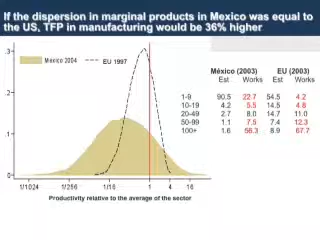 If the dispersion in marginal products in Mexico was equal to
the US, TFP in manufacturing would be 36% higher
México 2004
EU 1997
México (2003) EU (2003)
Est Works Est Works
1-9 90.5 22.7 54.5 4.2
10-19 4.2 5.5 14.5 4.8
20-49 2.7 8.0 14.7 11.0
50-99 1.1 7.5 7.4 12.3
100+ 1.6 56.3 8.9 67.7
.3
.2
.1
0
1/1024 1/256 1/16 1 4 16
Productivity relative to the average of the sector